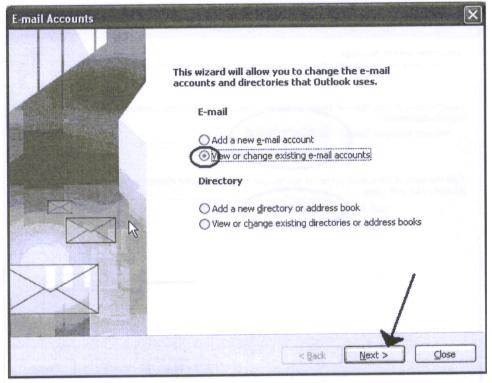 E-mail Accounts
This wizard will allow you to change the e-mail
accounts and directories that Outlook uses.
E-mail
Add a new e-mail account
View or change existing e-mail accounts
Directory
Add a new directory or address book
View or change existing directories or address books
< Back
Next >
Close